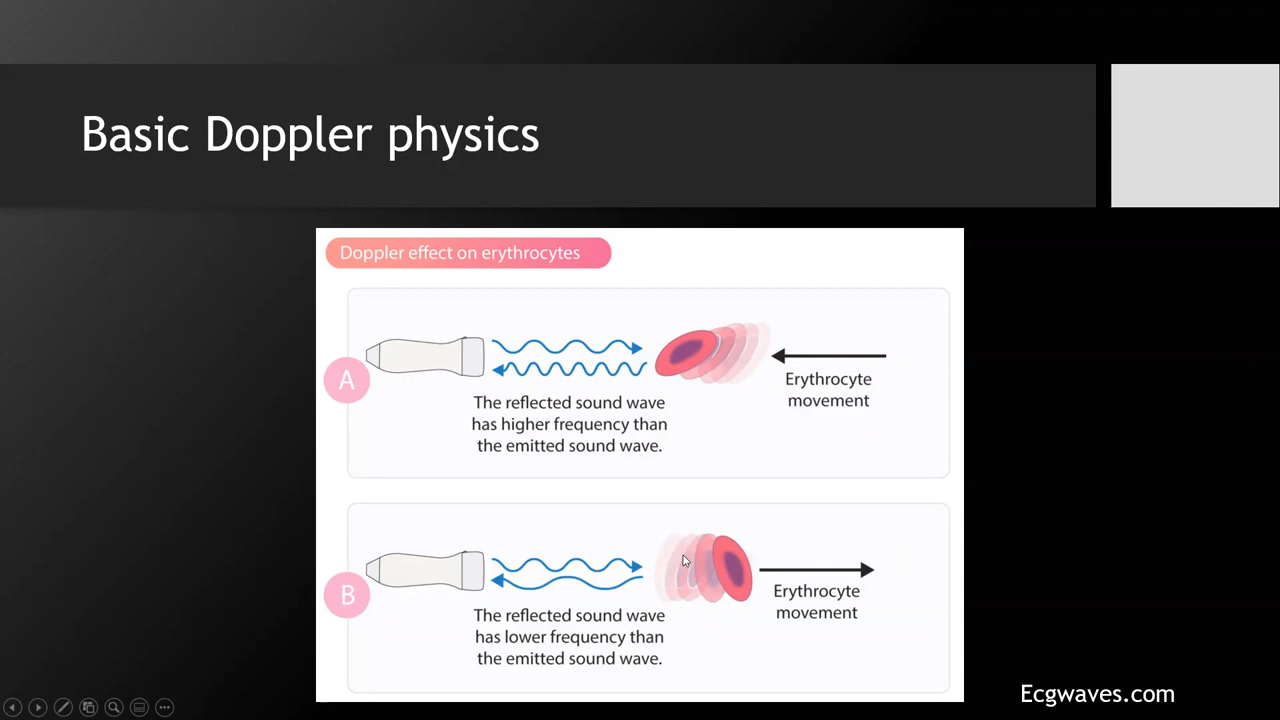 Basic Doppler physics
Doppler effect on erythrocytes
A
The reflected sound wave
has higher frequency than
the emitted sound wave.
Erythrocyte
movement
B
The reflected sound wave
has lower frequency than
the emitted sound wave.
Erythrocyte
movement
Ecgwaves.com